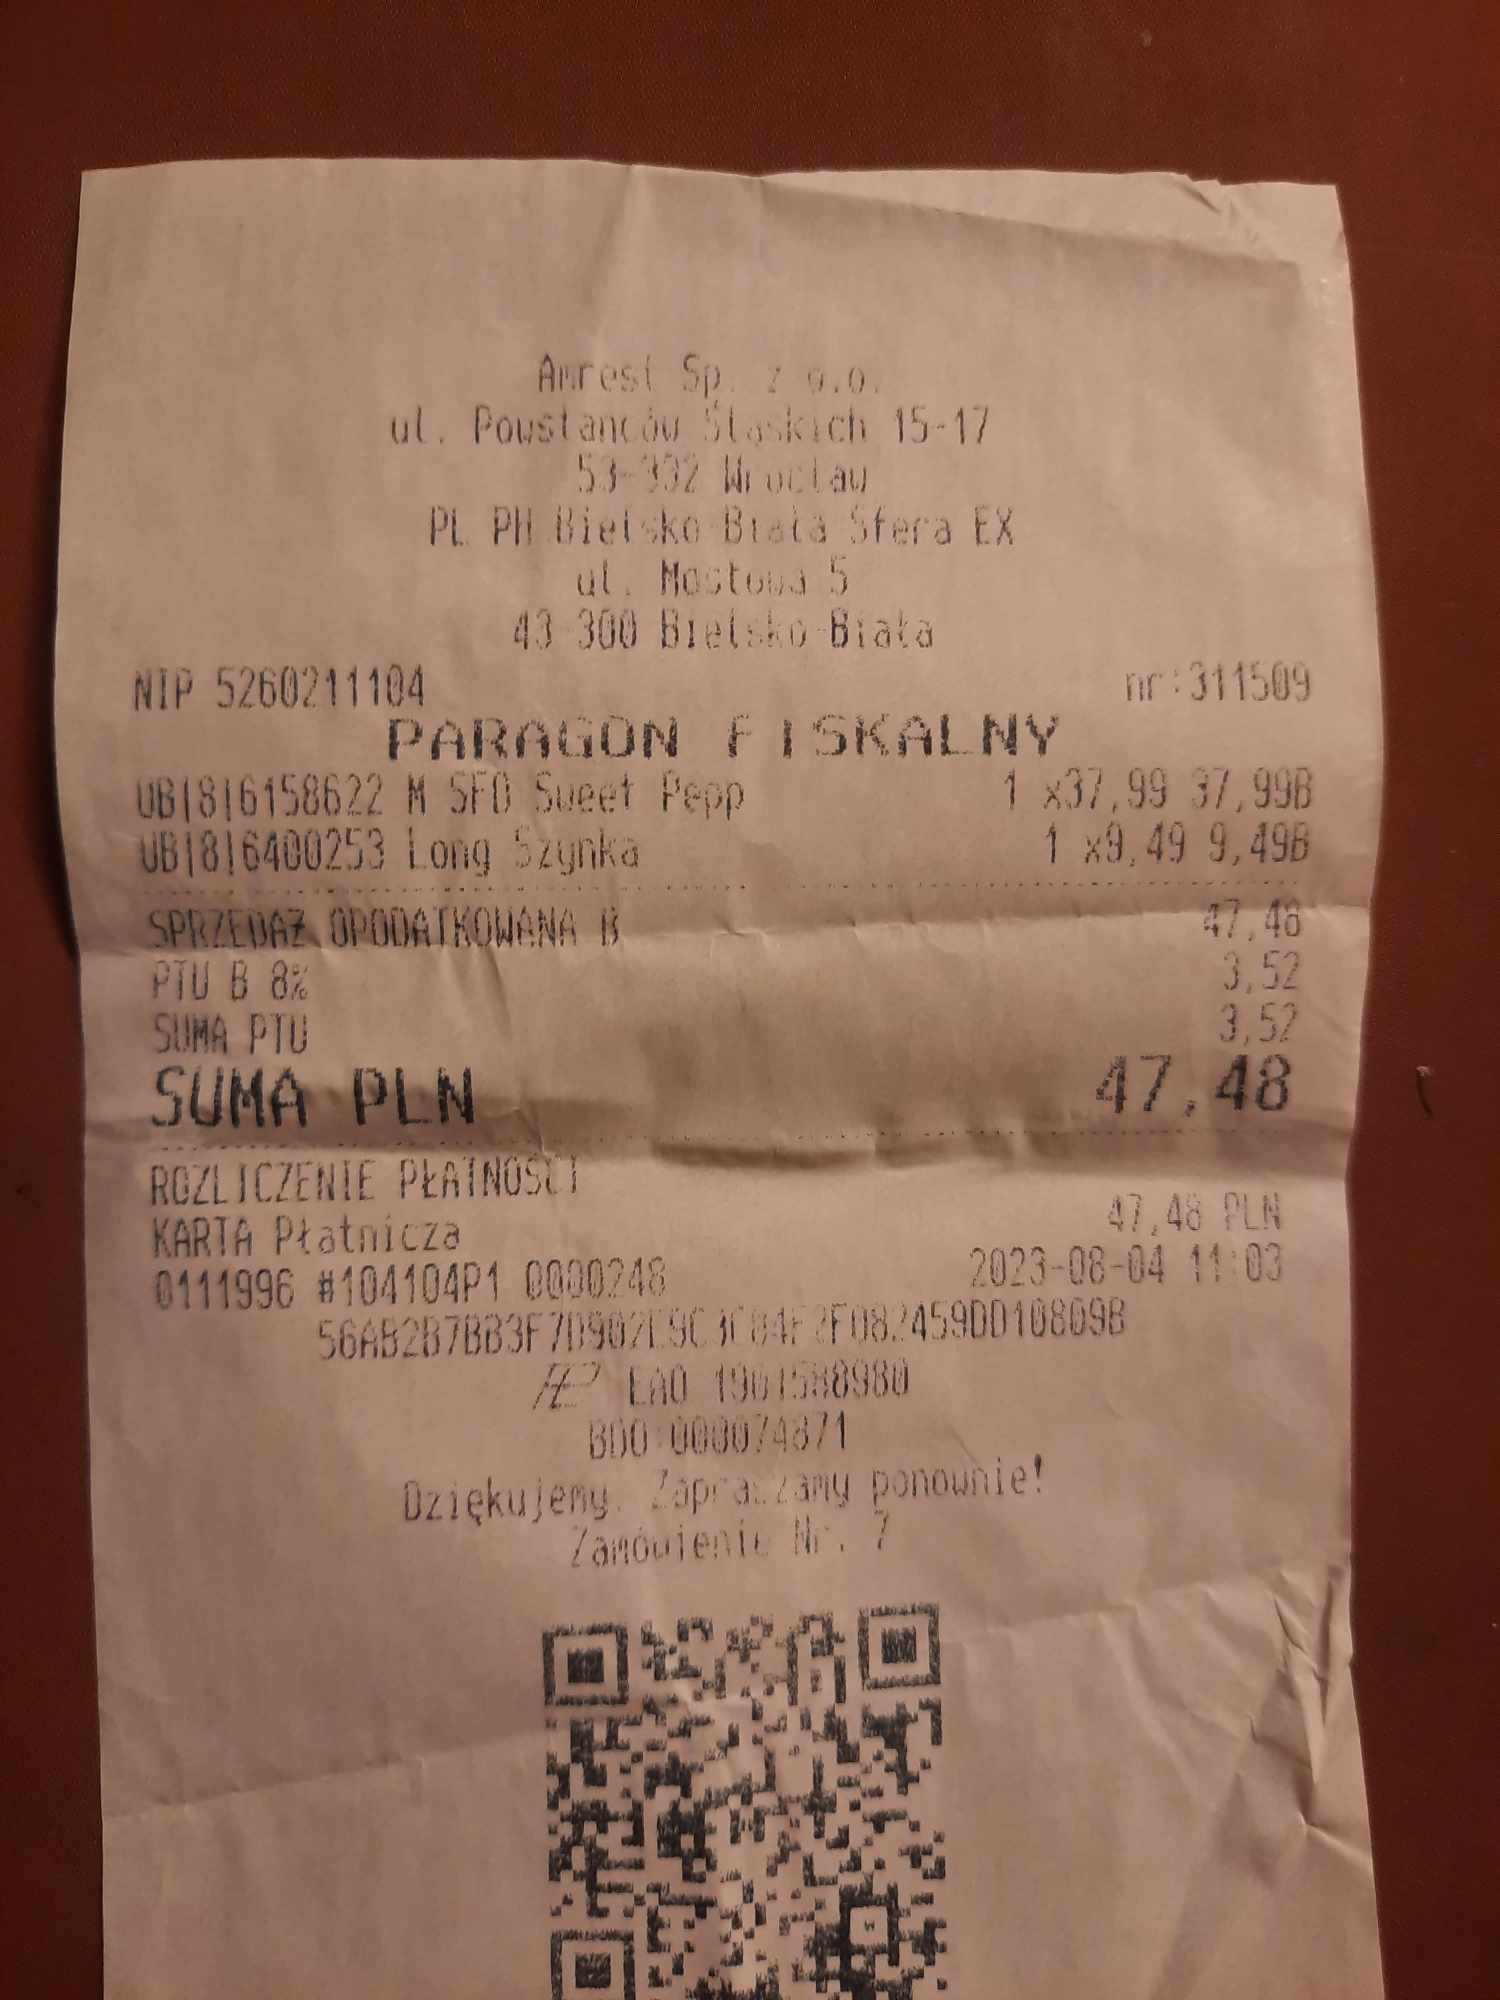 Amrest Sp. z o.o.
ul. Powstańców Śląskich 15-17
53-332 Wrocław
PL PH Bielsko-Biała Sfera EX
ul. Mostowa 5
43-300 Bielsko-Biała
NIP 5260211104 nr:311509
PARAGON FISKALNY
UB|8|6158622 M SFD Sweet Pepp 1 x37,99 37,99B
UB|8|6400253 Long Szynka 1 x9,49 9,49B
SPRZEDAŻ OPODATKOWANA B 47,48
PTU B 8% 3,52
SUMA PTU 3,52
SUMA PLN 47,48
ROZLICZENIE PŁATNOŚCI
KARTA Płatnicza 47,48 PLN
0111996 #104104P1 0000248 2023-08-04 11:03
EAO 1901588980
BDO:000074871
Dziękujemy. Zapraszamy ponownie!
Zamówienie Nr. 7